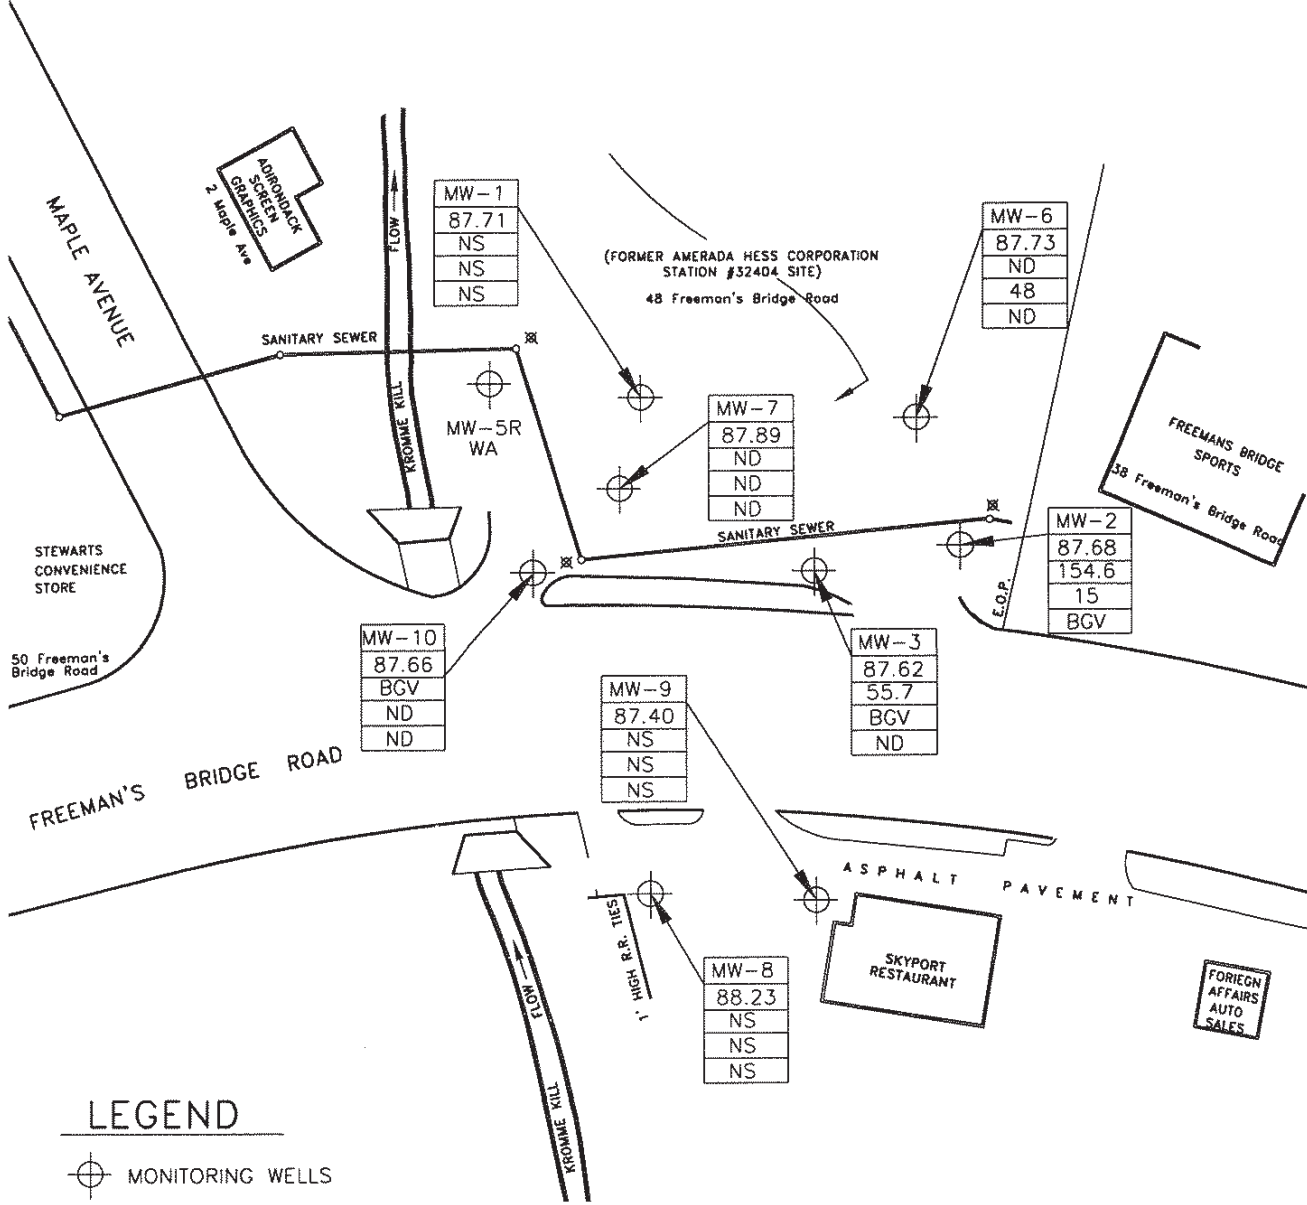 MAPLE AVENUE
ADIRONDACK
SCREEN
GRAPHICS
2 Maple Ave
FLOW
MW-1
87.71
NS
NS
NS
(FORMER AMERADA HESS CORPORATION
STATION #32404 SITE)
48 Freeman's Bridge Road
MW-6
87.73
ND
48
ND
SANITARY SEWER
KROMME KILL
MW-5R
WA
MW-7
87.89
ND
ND
ND
FREEMANS BRIDGE
SPORTS
38 Freeman's Bridge Road
SANITARY SEWER
MW-2
87.68
154.6
15
BGV
E.O.P.
STEWARTS
CONVENIENCE
STORE
50 Freeman's
Bridge Road
MW-10
87.66
BGV
ND
ND
MW-3
87.62
55.7
BGV
ND
MW-9
87.40
NS
NS
NS
FREEMAN'S BRIDGE ROAD
ASPHALT PAVEMENT
1' HIGH R.R. TIES
SKYPORT
RESTAURANT
FORIEGN
AFFAIRS
AUTO
SALES
MW-8
88.23
NS
NS
NS
FLOW
KROMME KILL
LEGEND
MONITORING WELLS